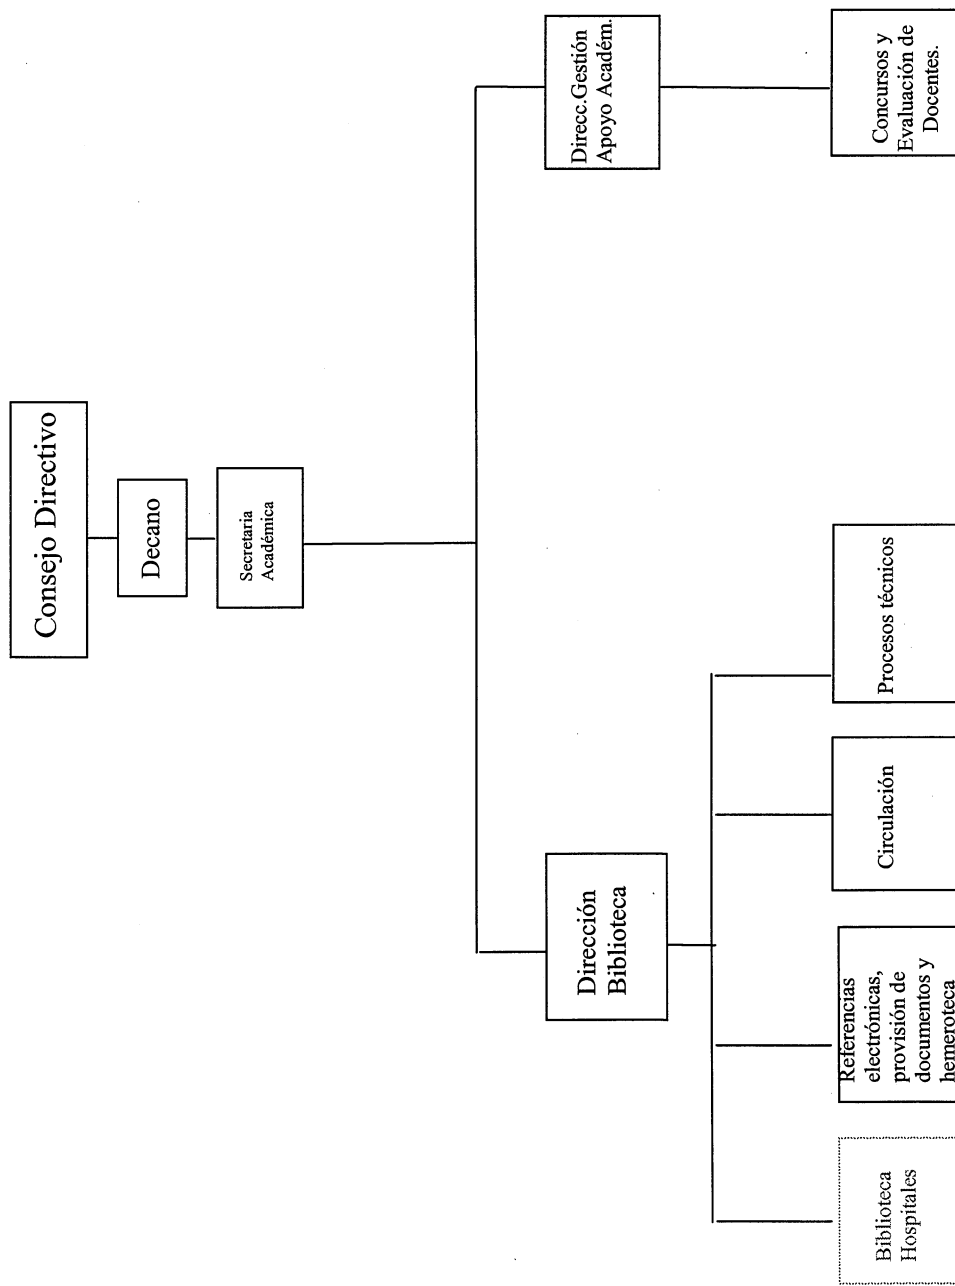 Consejo Directivo
Decano
Secretaria
Académica
Dirección
Biblioteca
Direcc.Gestión
Apoyo Académ.
Biblioteca
Hospitales
Referencias
electrónicas,
provisión de
documentos y
hemeroteca
Circulación
Procesos técnicos
Concursos y
Evaluación de
Docentes.